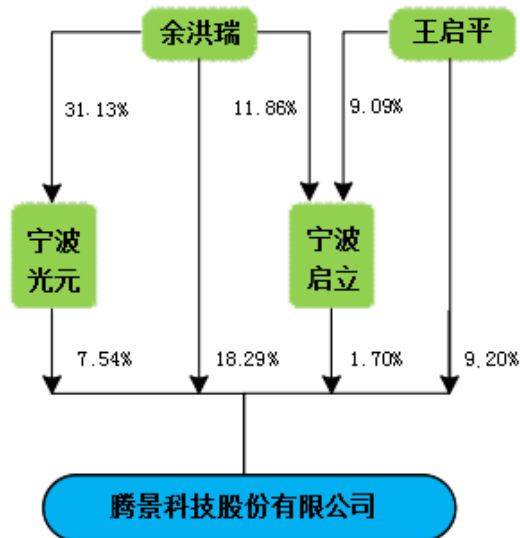 余洪瑞
王启平
31.13%
11.86%
9.09%
宁波
光元
宁波
启立
7.54%
18.29%
1.70%
9.20%
腾景科技股份有限公司